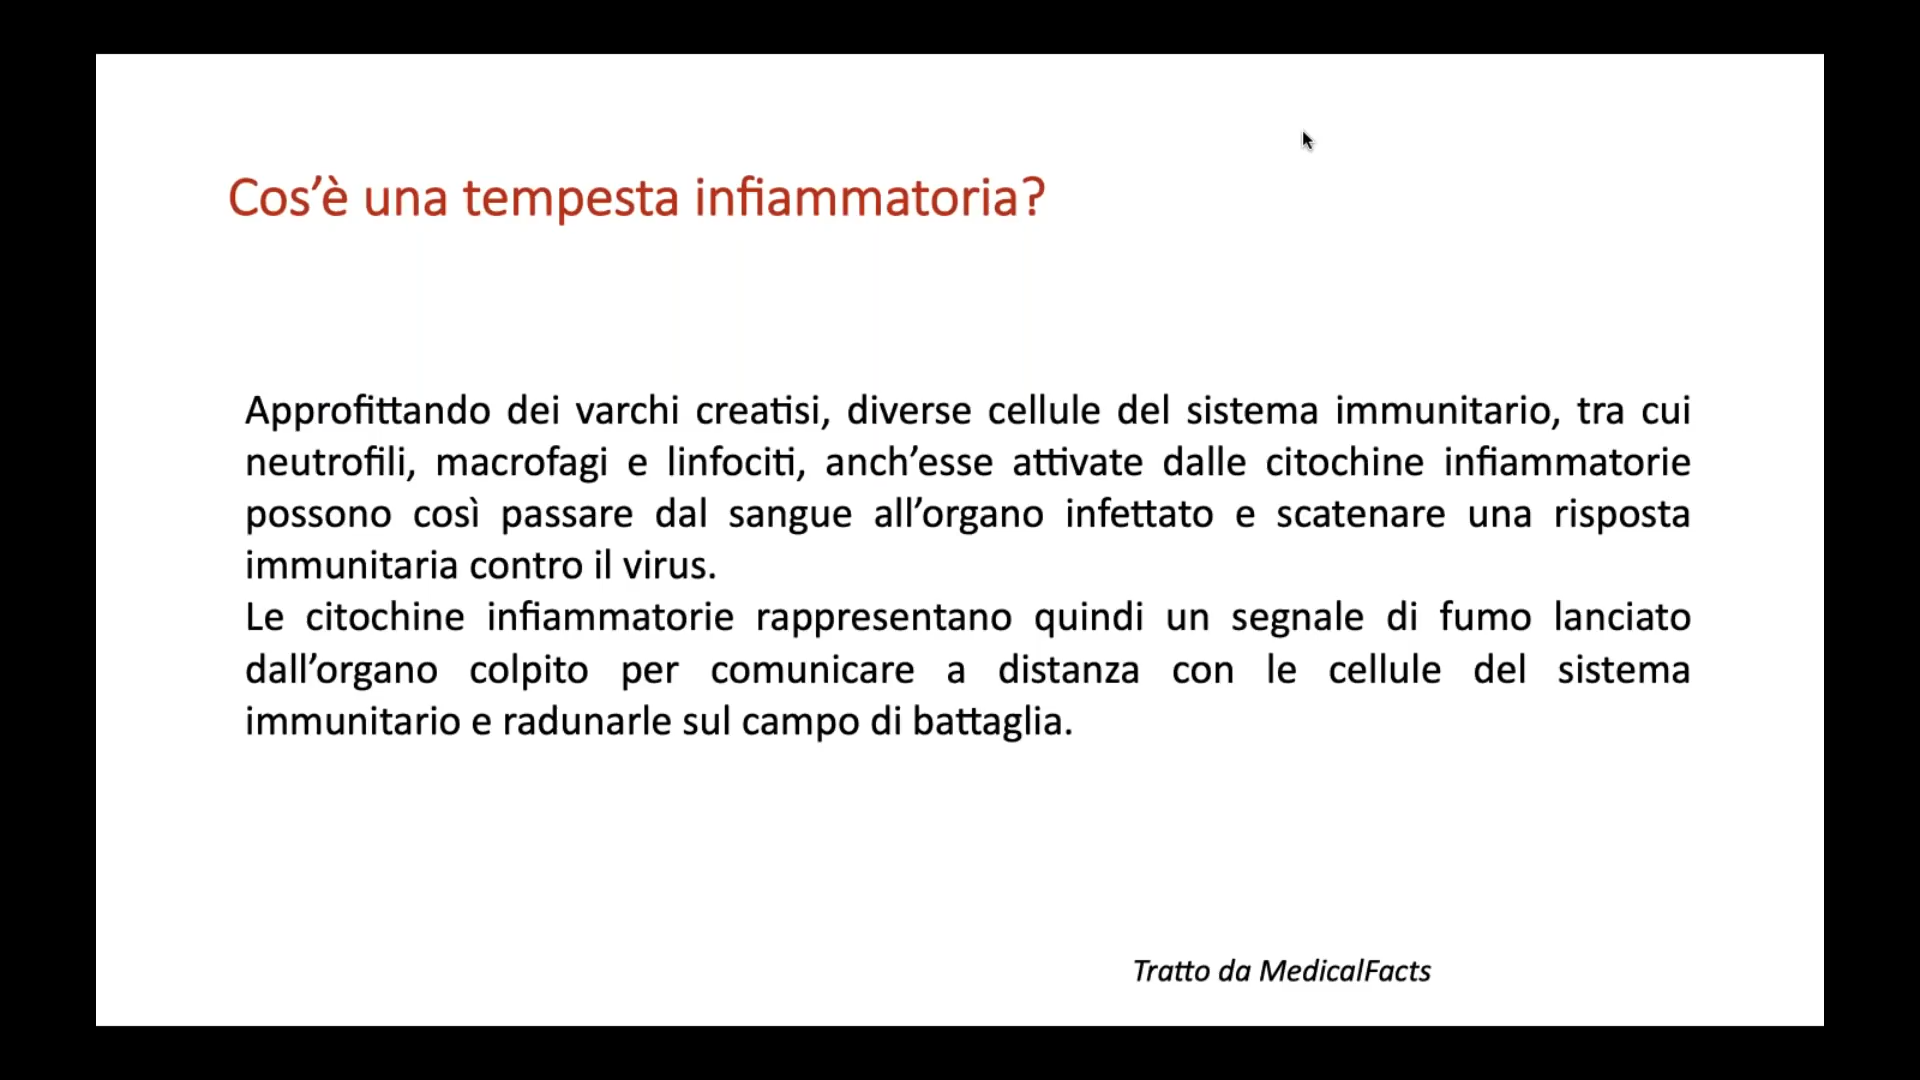 Cos’è una tempesta infiammatoria?
Approfittando dei varchi creatisi, diverse cellule del sistema immunitario, tra cui
neutrofili, macrofagi e linfociti, anch’esse attivate dalle citochine infiammatorie
possono così passare dal sangue all’organo infettato e scatenare una risposta
immunitaria contro il virus.
Le citochine infiammatorie rappresentano quindi un segnale di fumo lanciato
dall’organo colpito per comunicare a distanza con le cellule del sistema
immunitario e radunarle sul campo di battaglia.
Tratto da MedicalFacts